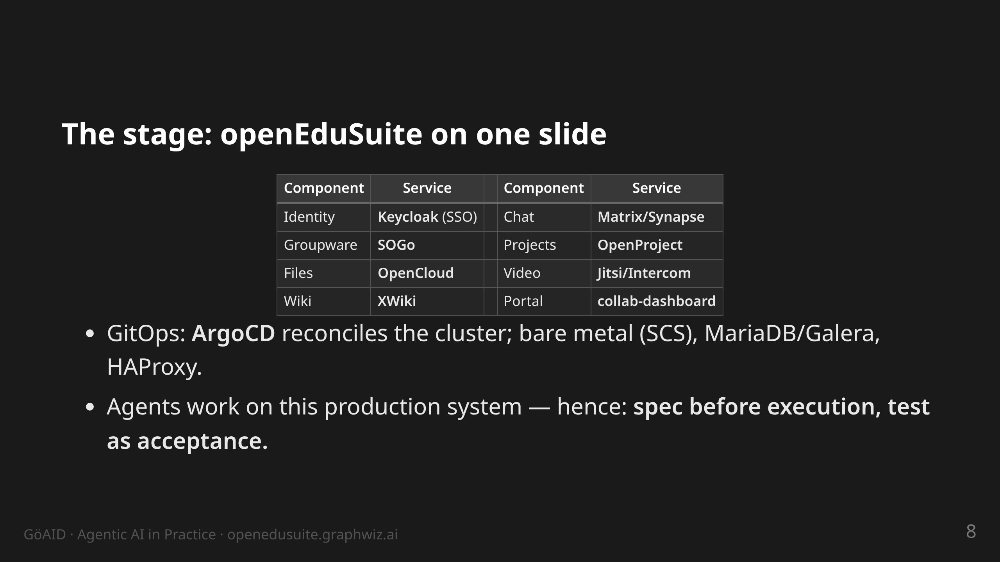 The stage: openEduSuite on one slide
Component Service Component Service
Identity Keycloak (SSO) Chat Matrix/Synapse
Groupware SOGo Projects OpenProject
Files OpenCloud Video Jitsi/Intercom
Wiki XWiki Portal collab-dashboard
• GitOps: ArgoCD reconciles the cluster; bare metal (SCS), MariaDB/Galera,
HAProxy.
• Agents work on this production system — hence: spec before execution, test
as acceptance.
GöAID · Agentic AI in Practice · openedusuite.graphwiz.ai
8